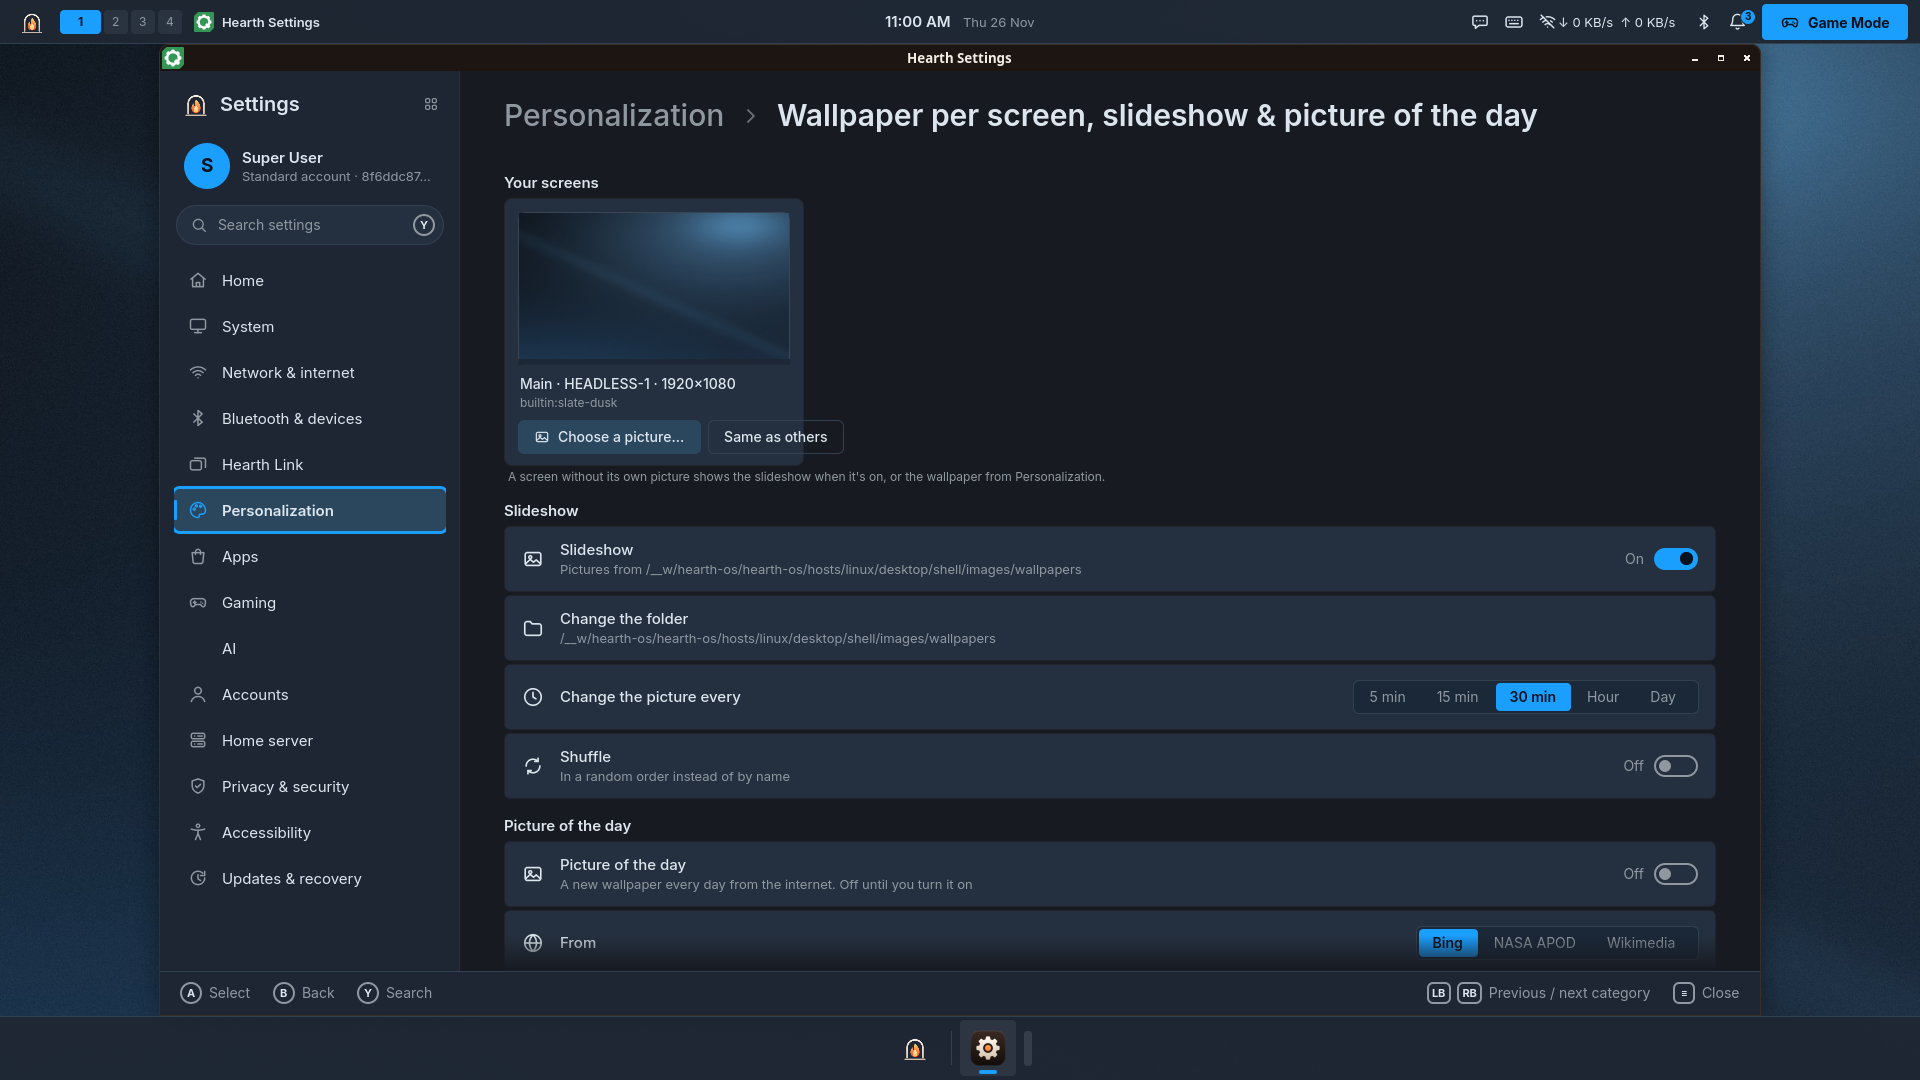 1 2 3 4 Hearth Settings
11:00 AM Thu 26 Nov
↓ 0 KB/s ↑ 0 KB/s
3
Game Mode
Hearth Settings
Settings
S
Super User
Standard account · 8f6ddc87...
Search settings
Y
Home
System
Network & internet
Bluetooth & devices
Hearth Link
Personalization
Apps
Gaming
AI
Accounts
Home server
Privacy & security
Accessibility
Updates & recovery
Personalization > Wallpaper per screen, slideshow & picture of the day
Your screens
Main · HEADLESS-1 · 1920×1080
builtin:slate-dusk
Choose a picture...
Same as others
A screen without its own picture shows the slideshow when it's on, or the wallpaper from Personalization.
Slideshow
Slideshow
Pictures from /__w/hearth-os/hearth-os/hosts/linux/desktop/shell/images/wallpapers
On
Change the folder
/__w/hearth-os/hearth-os/hosts/linux/desktop/shell/images/wallpapers
Change the picture every
5 min 15 min 30 min Hour Day
Shuffle
In a random order instead of by name
Off
Picture of the day
Picture of the day
A new wallpaper every day from the internet. Off until you turn it on
Off
From
Bing NASA APOD Wikimedia
A Select B Back Y Search
LB RB Previous / next category ≡ Close